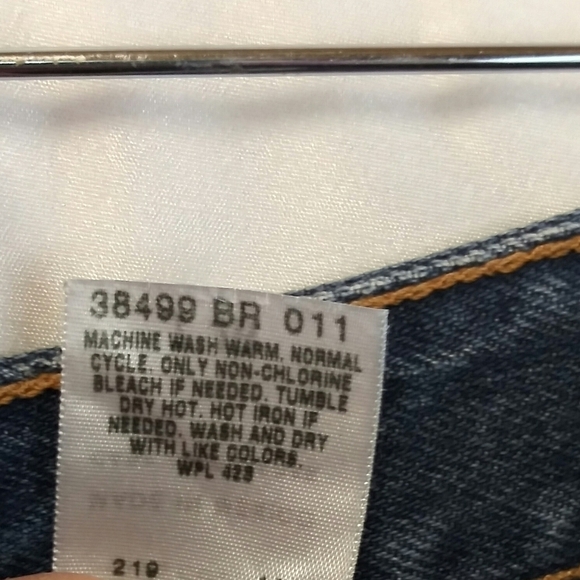 38499 BR 011
MACHINE WASH WARM. NORMAL
CYCLE. ONLY NON-CHLORINE
BLEACH IF NEEDED. TUMBLE
DRY HOT. HOT IRON IF
NEEDED. WASH AND DRY
WITH LIKE COLORS.
WPL 423
219